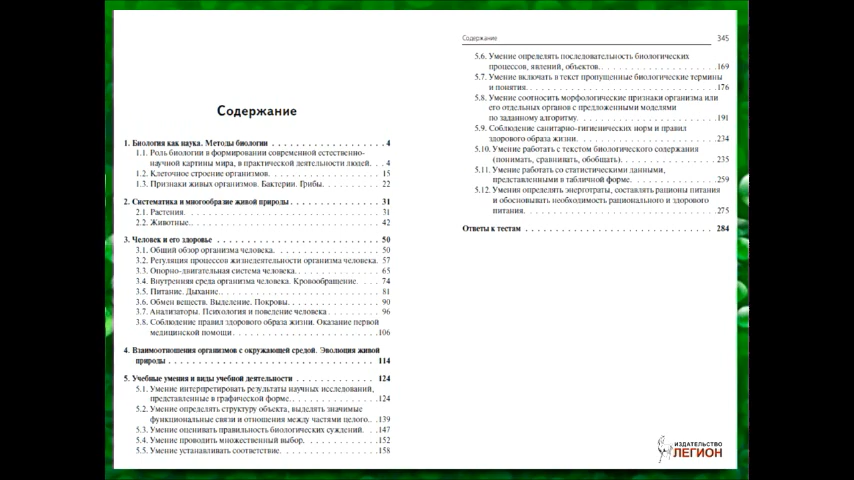 Содержание
1. Биология как наука. Методы биологии . . . . . . . . . . . . . . . . . . . . 4
1.1. Роль биологии в формировании современной естественно-
научной картины мира, в практической деятельности людей. . . 4
1.2. Клеточное строение организмов. . . . . . . . . . . . . . . . . . . . 15
1.3. Признаки живых организмов. Бактерии. Грибы. . . . . . . . . . . 22
2. Систематика и многообразие живой природы . . . . . . . . . . . . . . 31
2.1. Растения. . . . . . . . . . . . . . . . . . . . . . . . . . . . . . . . 31
2.2. Животные. . . . . . . . . . . . . . . . . . . . . . . . . . . . . . . 42
3. Человек и его здоровье . . . . . . . . . . . . . . . . . . . . . . . . . 50
3.1. Общий обзор организма человека. . . . . . . . . . . . . . . . . . . 50
3.2. Регуляция процессов жизнедеятельности организма человека. 57
3.3. Опорно-двигательная система человека. . . . . . . . . . . . . . . 65
3.4. Внутренняя среда организма человека. Кровообращение. . . . . 74
3.5. Питание. Дыхание. . . . . . . . . . . . . . . . . . . . . . . . . . . 81
3.6. Обмен веществ. Выделение. Покровы. . . . . . . . . . . . . . . . 90
3.7. Анализаторы. Психология и поведение человека . . . . . . . . . 96
3.8. Соблюдение правил здорового образа жизни. Оказание первой
медицинской помощи . . . . . . . . . . . . . . . . . . . . . . . . . . 106
4. Взаимоотношения организмов с окружающей средой. Эволюция живой
природы . . . . . . . . . . . . . . . . . . . . . . . . . . . . . . . . . . 114
5. Учебные умения и виды учебной деятельности . . . . . . . . . . . . . 124
5.1. Умение интерпретировать результаты научных исследований,
представленные в графической форме. . . . . . . . . . . . . . . . . . 124
5.2. Умение определять структуру объекта, выделять значимые
функциональные связи и отношения между частями целого. . . 139
5.3. Умение оценивать правильность биологических суждений. . . . 147
5.4. Умение проводить множественный выбор. . . . . . . . . . . . . . 152
5.5. Умение устанавливать соответствие. . . . . . . . . . . . . . . . . 158
Содержание 345
5.6. Умение определять последовательность биологических
процессов, явлений, объектов. . . . . . . . . . . . . . . . . . . . . . 169
5.7. Умение включать в текст пропущенные биологические термины
и понятия. . . . . . . . . . . . . . . . . . . . . . . . . . . . . . . . . 176
5.8. Умение соотносить морфологические признаки организма или
его отдельных органов с предложенными моделями
по заданному алгоритму. . . . . . . . . . . . . . . . . . . . . . . . . 191
5.9. Соблюдение санитарно-гигиенических норм и правил
здорового образа жизни. . . . . . . . . . . . . . . . . . . . . . . . . 234
5.10. Умение работать с текстом биологического содержания
(понимать, сравнивать, обобщать). . . . . . . . . . . . . . . . . . . 235
5.11. Умение работать со статистическими данными,
представленными в табличной форме. . . . . . . . . . . . . . . . . . 259
5.12. Умения определять энерготраты, составлять рационы питания
и обосновывать необходимость рационального и здорового
питания. . . . . . . . . . . . . . . . . . . . . . . . . . . . . . . . . . 275
Ответы к тестам . . . . . . . . . . . . . . . . . . . . . . . . . . . . . . 284
ИЗДАТЕЛЬСТВО
ЛЕГИОН